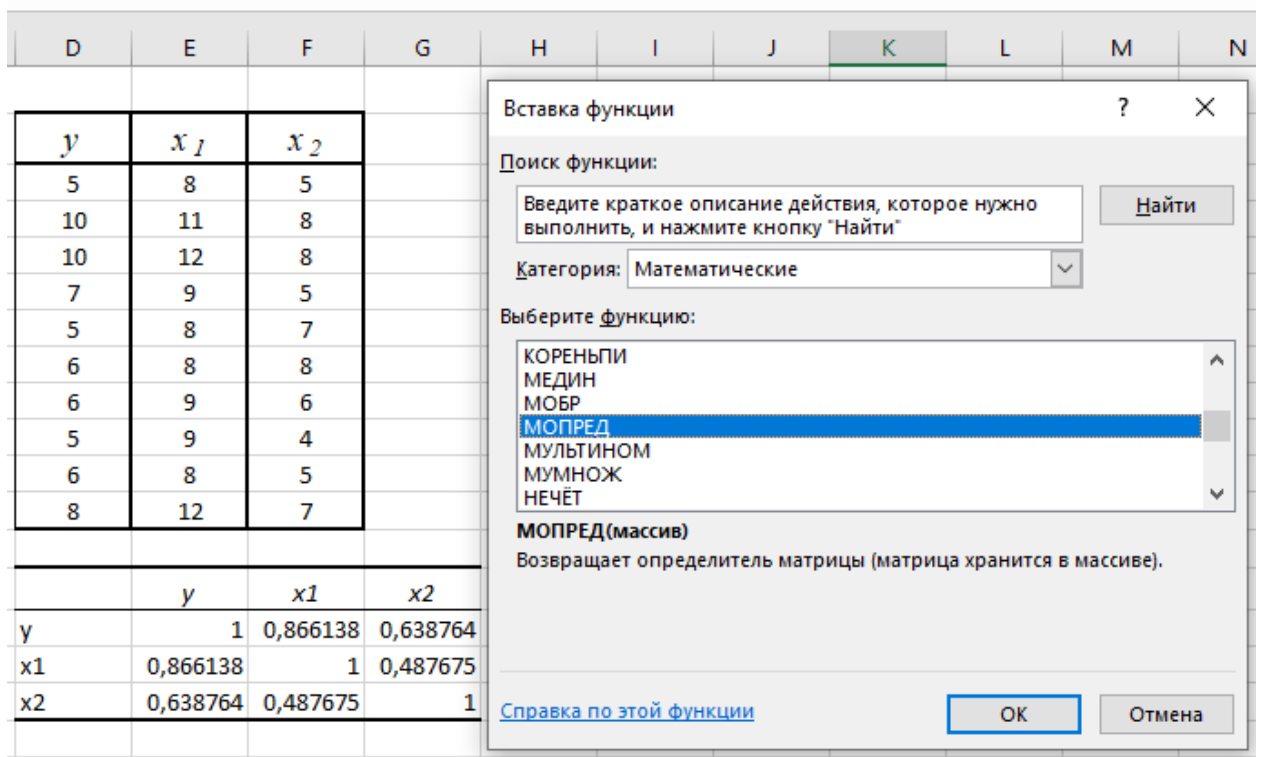 D E F G H I J K L M N
y x 1 x 2
5 8 5
10 11 8
10 12 8
7 9 5
5 8 7
6 8 8
6 9 6
5 9 4
6 8 5
8 12 7
y x1 x2
y 1 0,866138 0,638764
x1 0,866138 1 0,487675
x2 0,638764 0,487675 1
Вставка функции ? ×
Поиск функции:
Введите краткое описание действия, которое нужно
выполнить, и нажмите кнопку "Найти"
Найти
Категория: Математические
Выберите функцию:
КОРЕНЬПИ
МЕДИН
МОБР
МОПРЕД
МУЛЬТИНОМ
МУМНОЖ
НЕЧЁТ
МОПРЕД(массив)
Возвращает определитель матрицы (матрица хранится в массиве).
Справка по этой функции
ОК Отмена